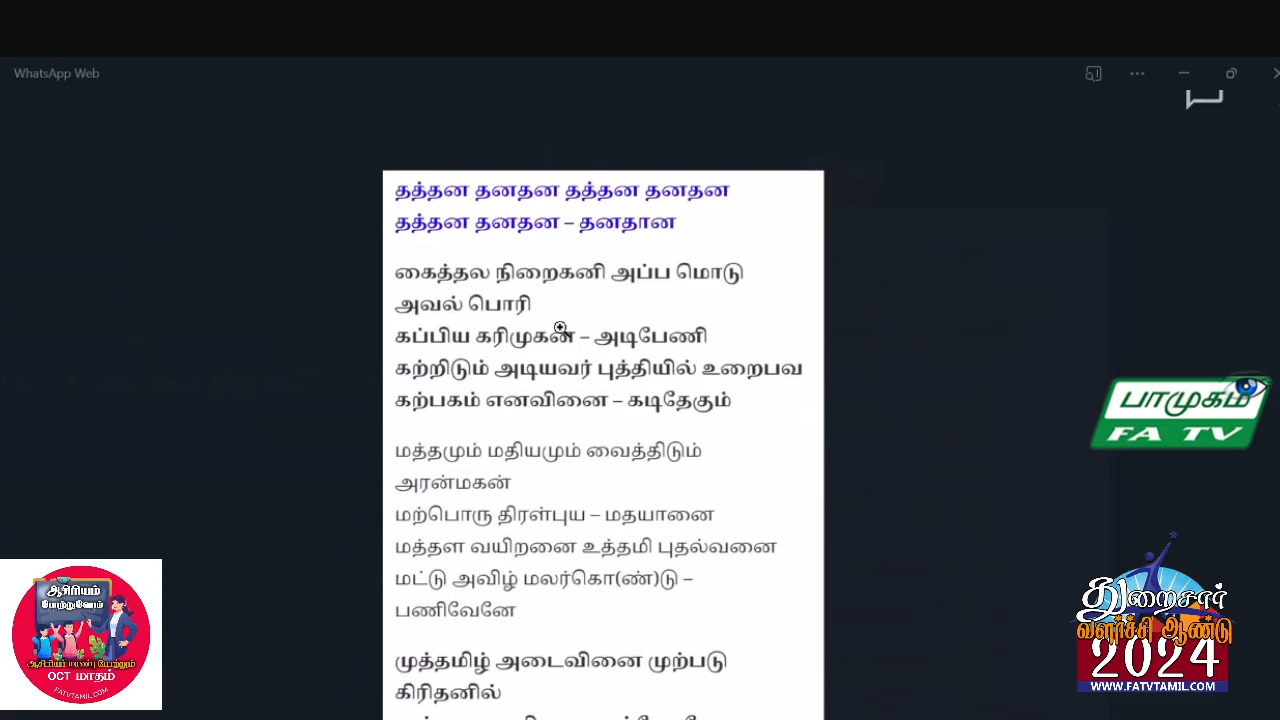 WhatsApp Web
தத்தன தனதன தத்தன தனதன
தத்தன தனதன – தனதான
கைத்தல நிறைகனி அப்ப மொடு
அவல் பொரி
கப்பிய கரிமுகன் – அடிபேணி
கற்றிடும் அடியவர் புத்தியில் உறைபவ
கற்பகம் எனவினை – கடிதேகும்
மத்தமும் மதியமும் வைத்திடும்
அரன்மகன்
மற்பொரு திரள்புய – மதயானை
மத்தள வயிறனை உத்தமி புதல்வனை
மட்டு அவிழ் மலர்கொ(ண்)டு –
பணிவேனே
முத்தமிழ் அடைவினை முற்படு
கிரிதனில்
பாமுகம்
FA TV
ஆசிரியம்
போற்றுவோம்
ஆசிரியர் மாண்பு போற்றும்
OCT மாதம்
FATVTAMIL.COM
துறைசார்
வளர்ச்சி ஆண்டு
2024
WWW.FATVTAMIL.COM